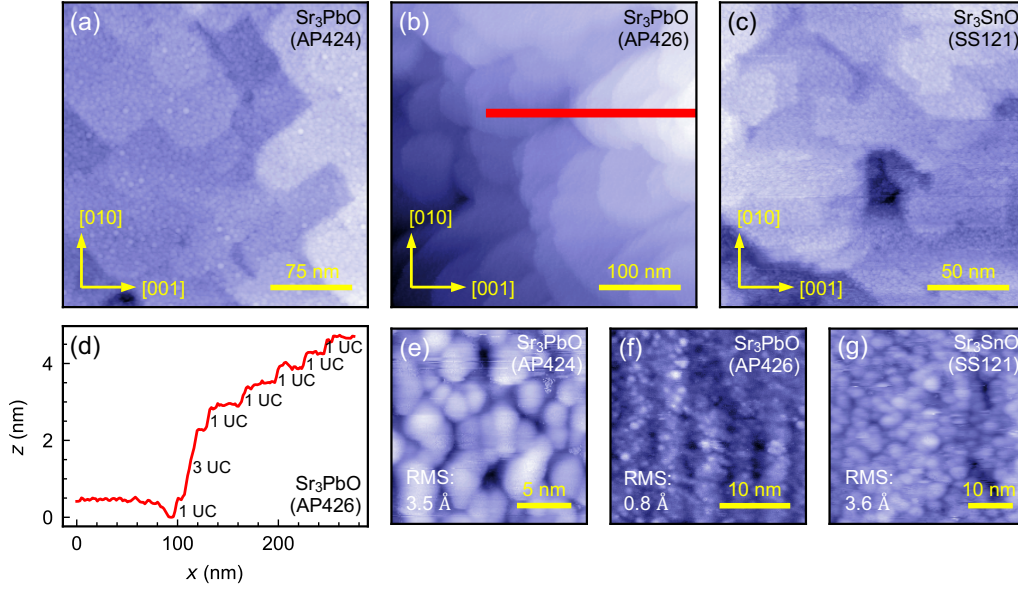 (a)
Sr₃PbO
(AP424)
[010]
[001]
75 nm
(b)
Sr₃PbO
(AP426)
[010]
[001]
100 nm
(c)
Sr₃SnO
(SS121)
[010]
[001]
50 nm
(d)
z (nm)
4
2
0
0
100
200
x (nm)
1 UC
3 UC
1 UC
1 UC
1 UC
1 UC
1 UC
Sr₃PbO
(AP426)
(e)
Sr₃PbO
(AP424)
RMS:
3.5 Å
5 nm
(f)
Sr₃PbO
(AP426)
RMS:
0.8 Å
10 nm
(g)
Sr₃SnO
(SS121)
RMS:
3.6 Å
10 nm